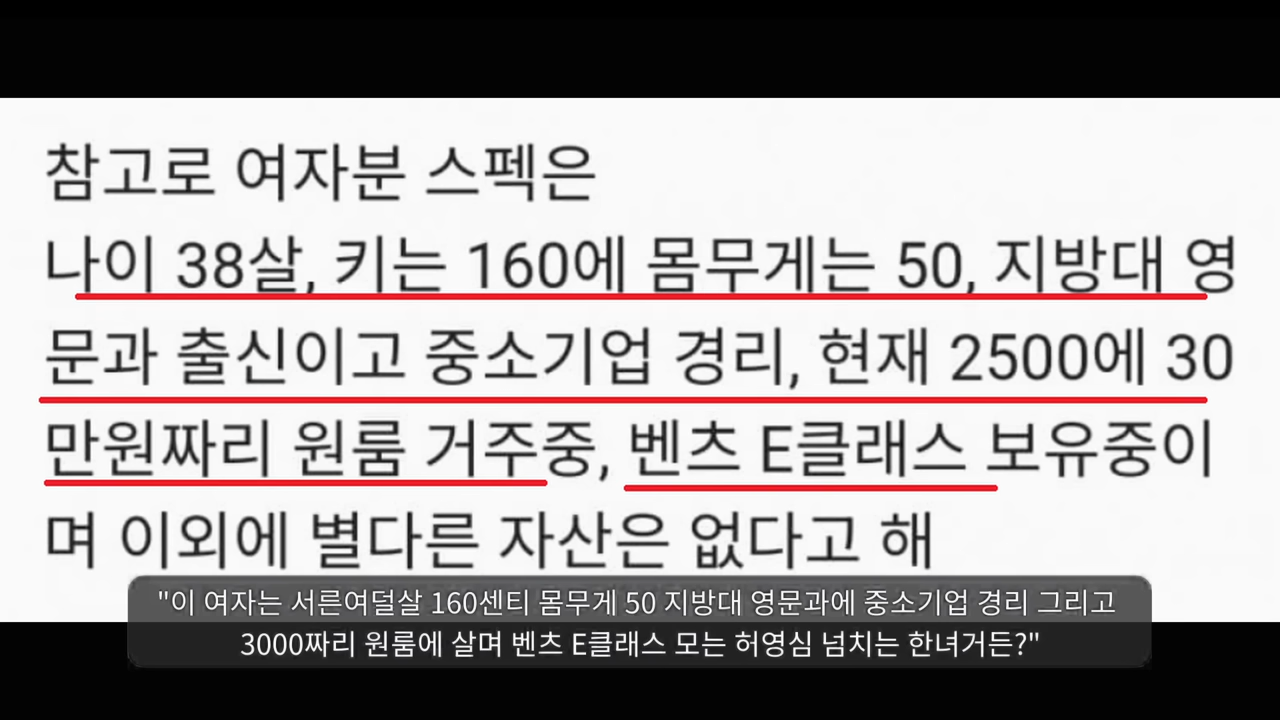 참고로 여자분 스펙은
나이 38살, 키는 160에 몸무게는 50, 지방대 영
문과 출신이고 중소기업 경리, 현재 2500에 30
만원짜리 원룸 거주중, 벤츠 E클래스 보유중이
며 이외에 별다른 자산은 없다고 해
"이 여자는 서른여덜살 160센티 몸무게 50 지방대 영문과에 중소기업 경리 그리고
3000짜리 원룸에 살며 벤츠 E클래스 모는 허영심 넘치는 한녀거든?"